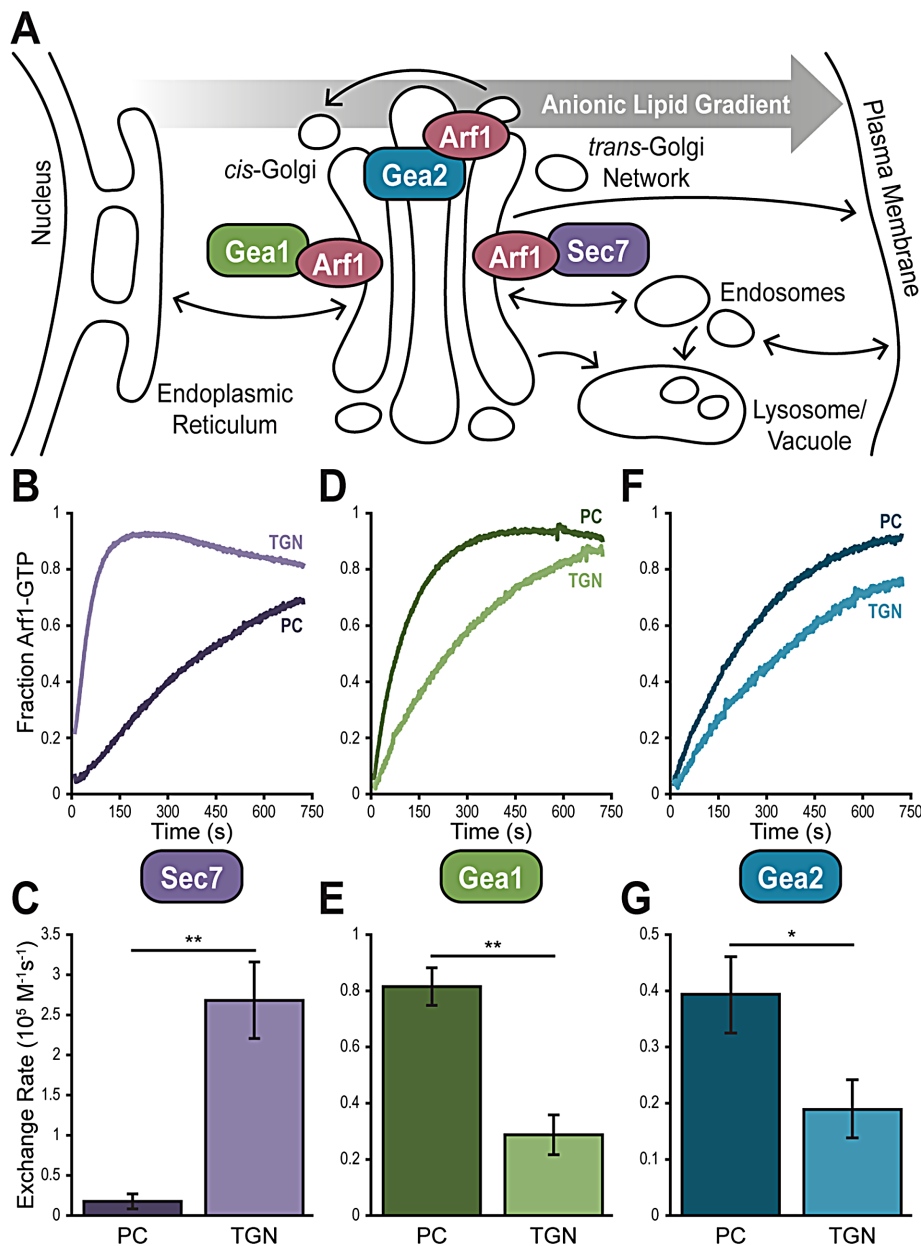 A
Anionic Lipid Gradient
Nucleus
Plasma Membrane
cis-Golgi
Arf1
trans-Golgi
Network
Gea2
Gea1
Arf1
Arf1
Sec7
Endosomes
Endoplasmic
Reticulum
Lysosome/
Vacuole
B
D
F
Fraction Arf1-GTP
1
0.8
0.6
0.4
0.2
0
TGN
PC
0 150 300 450 600 750
Time (s)
1
0.8
0.6
0.4
0.2
0
PC
TGN
0 150 300 450 600 750
Time (s)
1
0.8
0.6
0.4
0.2
0
PC
TGN
0 150 300 450 600 750
Time (s)
Sec7
Gea1
Gea2
C
E
G
Exchange Rate (10⁵ M⁻¹s⁻¹)
3.5
3
2.5
2
1.5
1
0.5
0
**
PC TGN
1
0.8
0.6
0.4
0.2
0
**
PC TGN
0.5
0.4
0.3
0.2
0.1
0
*
PC TGN